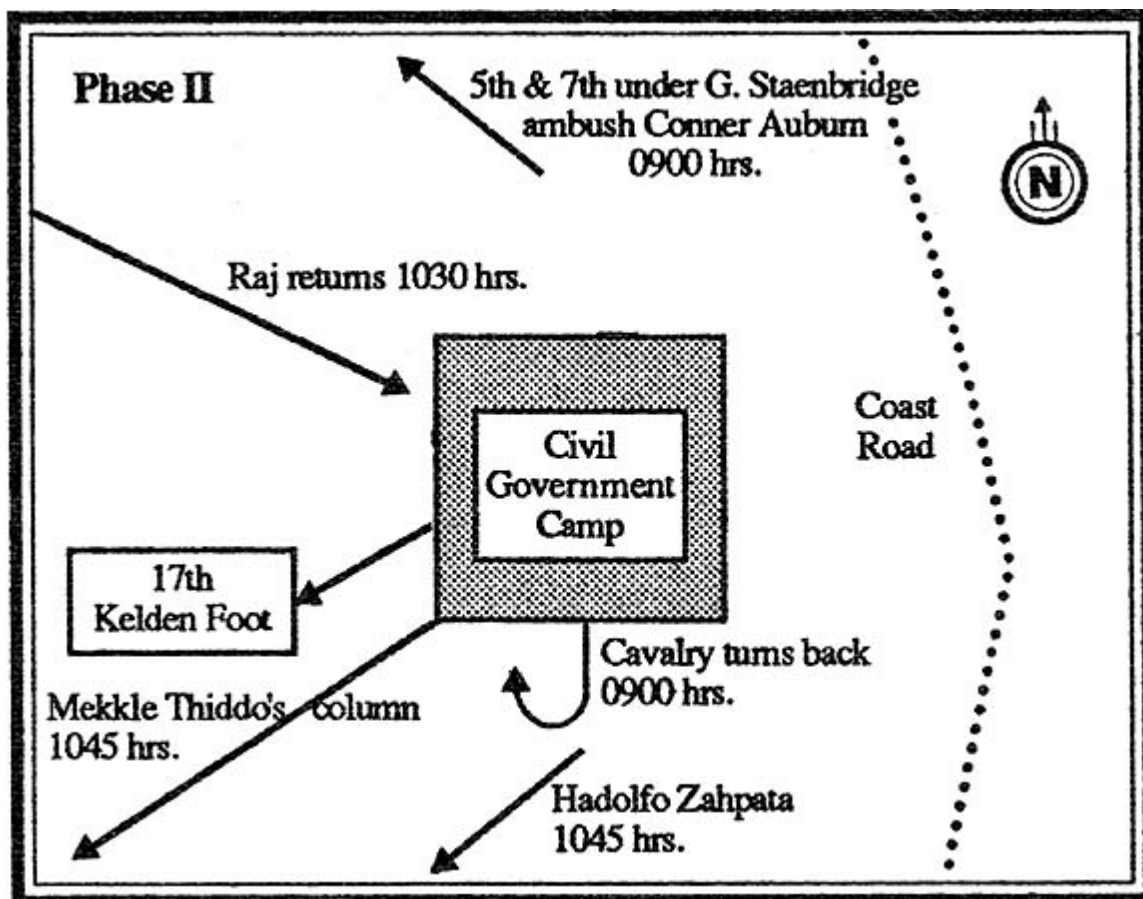 Phase II
5th & 7th under G. Staenbridge
ambush Conner Auburn
0900 hrs.
N
Raj returns 1030 hrs.
Coast
Road
Civil
Government
Camp
17th
Kelden Foot
Cavalry turns back
0900 hrs.
Mekkle Thiddo's column
1045 hrs.
Hadolfo Zahpata
1045 hrs.